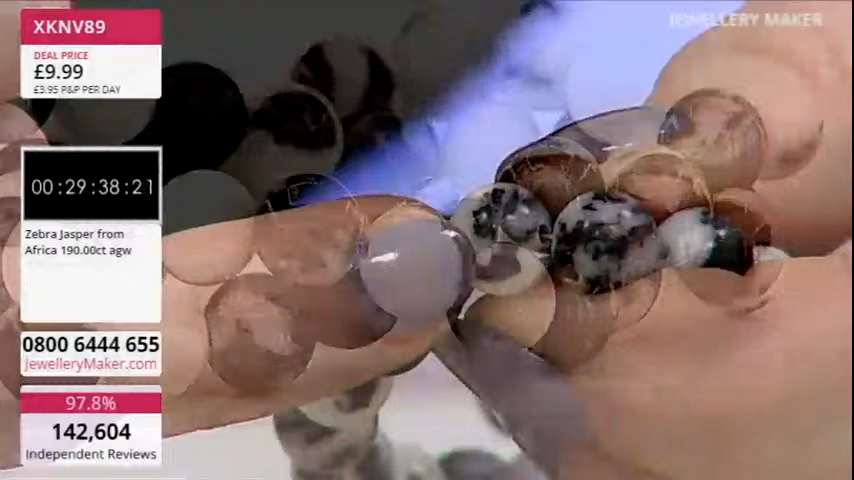 XKNV89
DEAL PRICE
£9.99
£3.95 P&P PER DAY
00:29:38:21
Zebra Jasper from
Africa 190.00ct agw
0800 6444 655
JewelleryMaker.com
97.8%
142,604
Independent Reviews
JEWELLERY MAKER